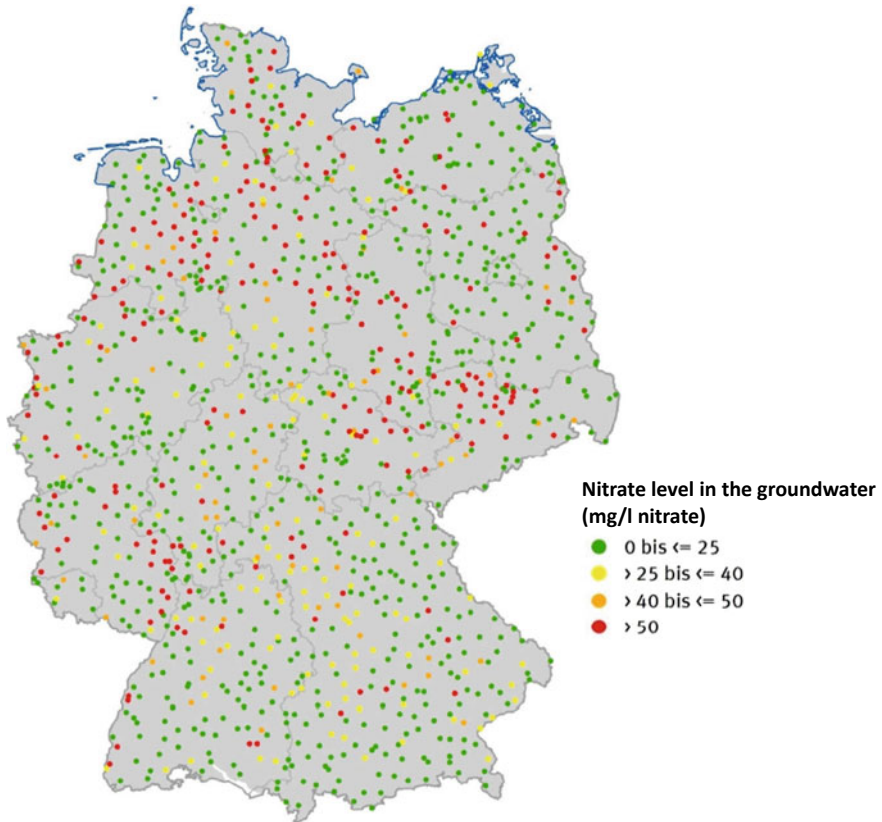 Nitrate level in the groundwater
(mg/l nitrate)
0 bis <= 25
> 25 bis <= 40
> 40 bis <= 50
> 50